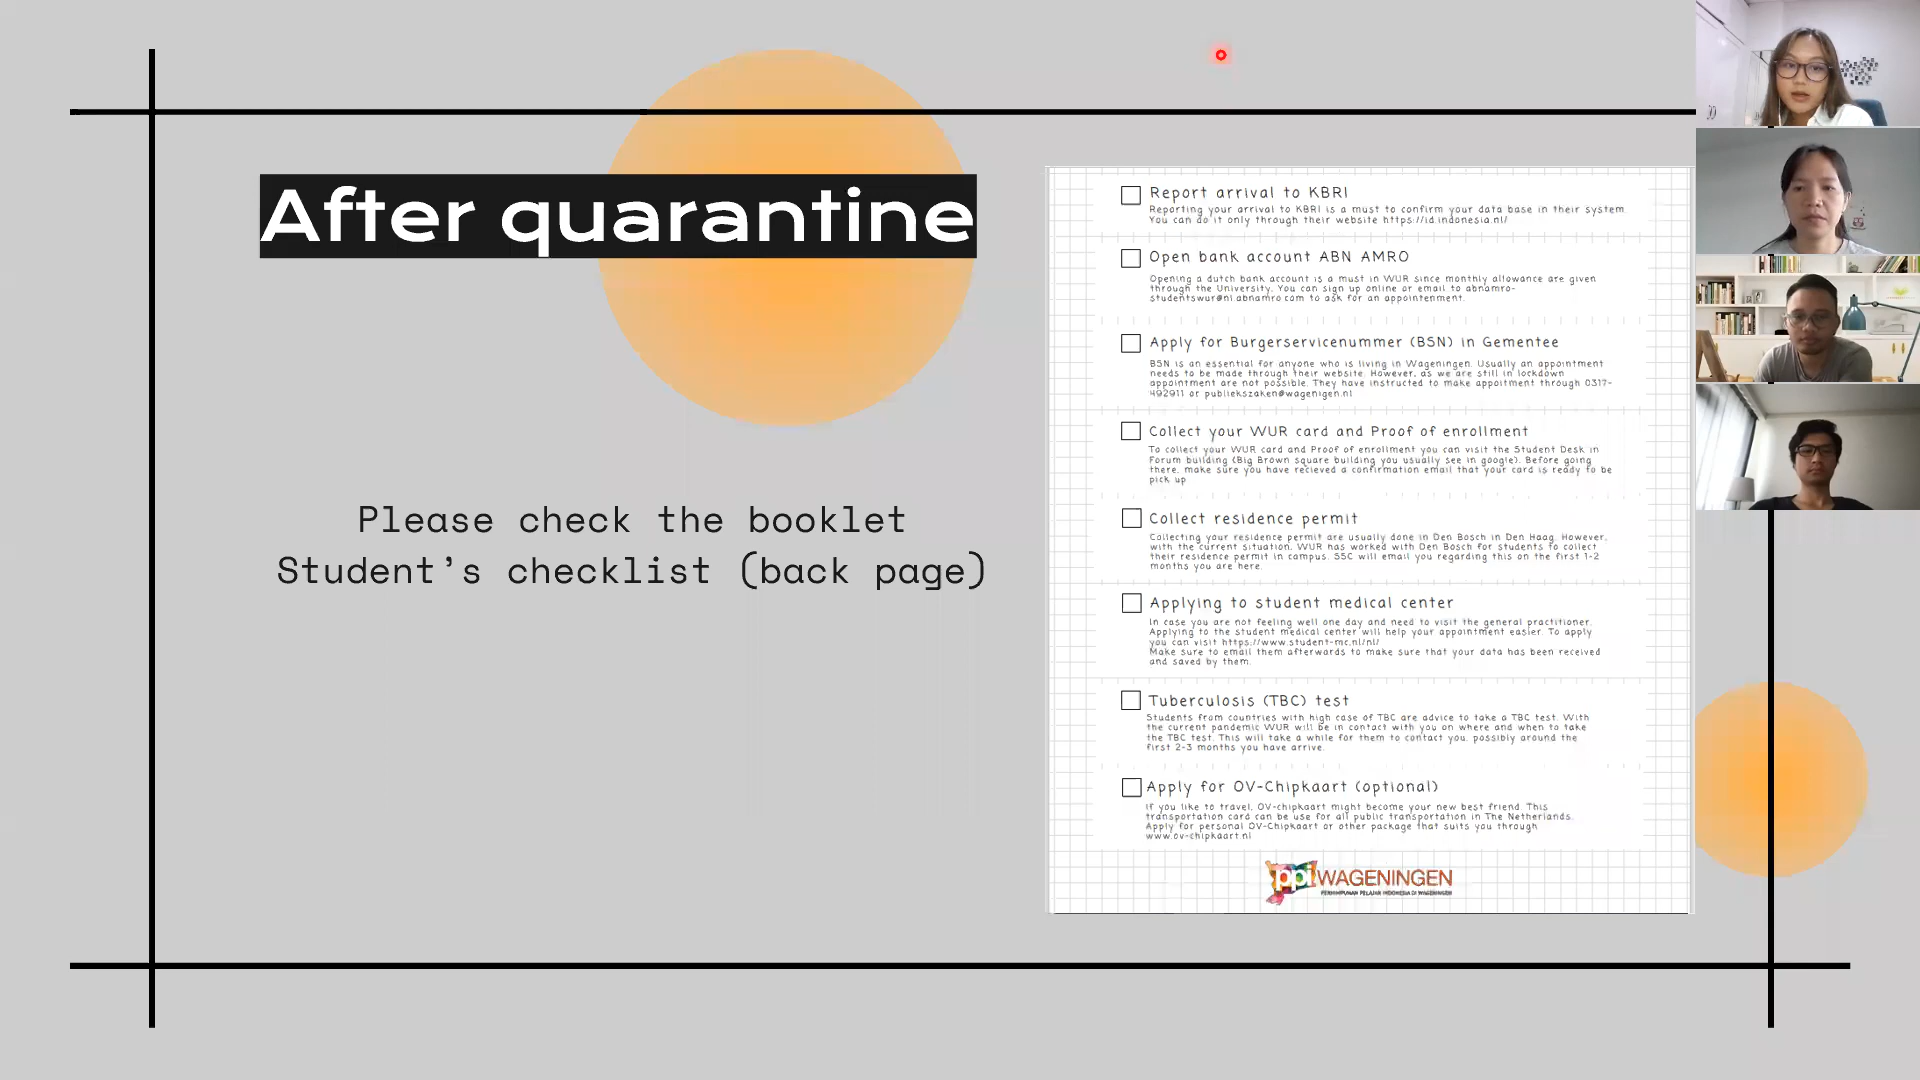 After quarantine
Please check the booklet
Student's checklist (back page)
Report arrival to KBRI
Reporting your arrival to KBRI is a must to confirm your data base in their system.
You can do it only through their website https://id.indonesia.nl/
Open bank account ABN AMRO
Opening a dutch bank account is a must in WUR since monthly allowance are given
through the University. You can sign up online or email to abnamro-
studentswur@nl.abnamro.com to ask for an appointenment.
Apply for Burgerservicenummer (BSN) in Gementee
BSN is an essential for anyone who is living in Wageningen. Usually an appointment
needs to be made through their website. However, as we are still in lockdown
appointment are not possible. They have instructed to make appoitment through 0317-
492911 or publiekszaken@wagenigen.nl
Collect your WUR card and Proof of enrollment
To collect your WUR card and Proof of enrollment you can visit the Student Desk in
Forum building (Big Brown square building you usually see in google). Before going
there, make sure you have recieved a confirmation email that your card is ready to be
pick up
Collect residence permit
Collecting your residence permit are usually done in Den Bosch in Den Haag. However,
with the current situation, WUR has worked with Den Bosch for students to collect
their residence permit in campus. SSC will email you regarding this on the first 1-2
months you are here.
Applying to student medical center
In case you are not feeling well one day and need to visit the general practitioner.
Applying to the student medical center will help your appointment easier. To apply
you can visit https://www.student-mc.nl/nl/
Make sure to email them afterwards to make sure that your data has been received
and saved by them.
Tuberculosis (TBC) test
Students from countries with high case of TBC are advice to take a TBC test. With
the current pandemic WUR will be in contact with you on where and when to take
the TBC test. This will take a while for them to contact you, possibly around the
first 2-3 months you have arrive.
Apply for OV-Chipkaart (optional)
If you like to travel, OV-chipkaart might become your new best friend. This
transportation card can be use for all public transportation in The Netherlands.
Apply for personal OV-Chipkaart or other package that suits you through
www.ov-chipkaart.nl
ppi WAGENINGEN
PERHIMPUNAN PELAJAR INDONESIA DI WAGENINGEN